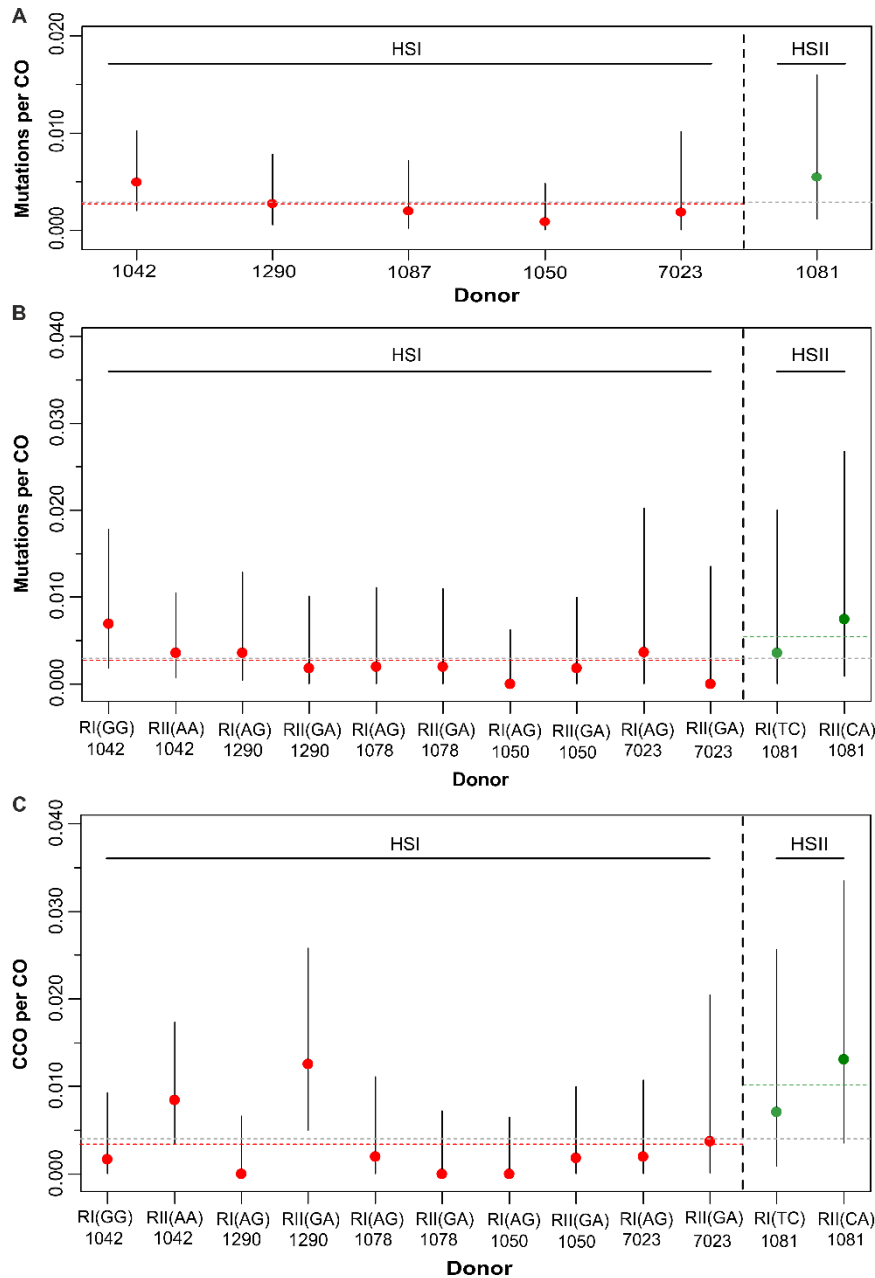 A
HSI
HSII
Mutations per CO
0.020
0.010
0.000
1042 1290 1087 1050 7023 1081
Donor
B
HSI
HSII
Mutations per CO
0.040
0.030
0.020
0.010
0.000
RI(GG) RII(AA) RI(AG) RII(GA) RI(AG) RII(GA) RI(AG) RII(GA) RI(AG) RII(GA) RI(TC) RII(CA)
1042 1042 1290 1290 1078 1078 1050 1050 7023 7023 1081 1081
Donor
C
HSI
HSII
CCO per CO
0.040
0.030
0.020
0.010
0.000
RI(GG) RII(AA) RI(AG) RII(GA) RI(AG) RII(GA) RI(AG) RII(GA) RI(AG) RII(GA) RI(TC) RII(CA)
1042 1042 1290 1290 1078 1078 1050 1050 7023 7023 1081 1081
Donor